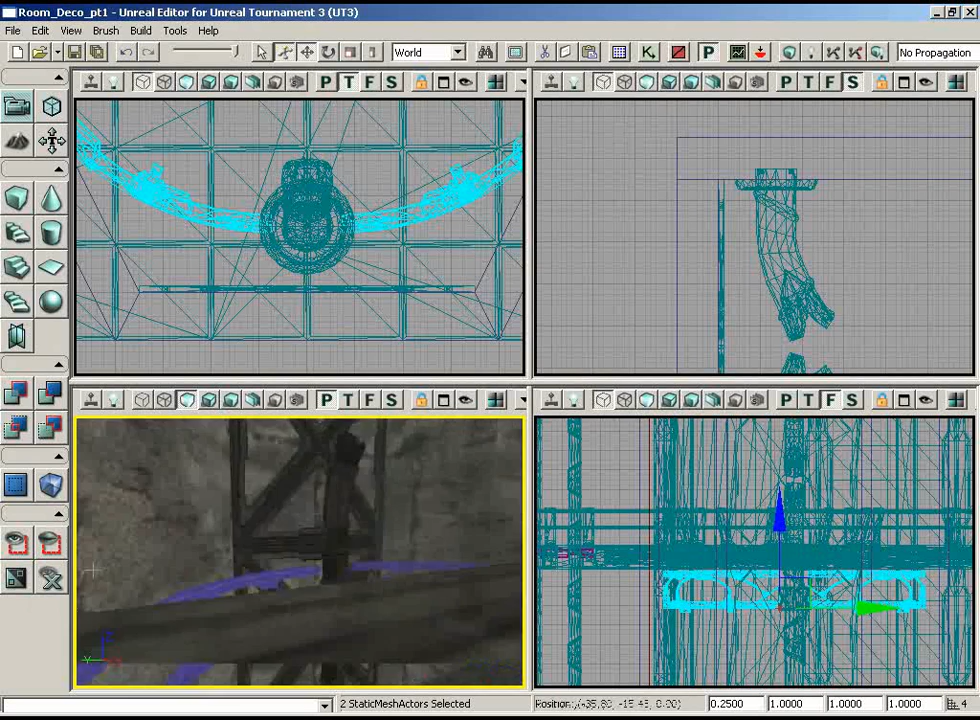 Room_Deco_pt1 - Unreal Editor for Unreal Tournament 3 (UT3)
File Edit View Brush Build Tools Help
World No Propagation
P T F S P T F S
P T F S P T F S
2 StaticMeshActors Selected 0.2500 1.0000 1.0000 1.0000 4